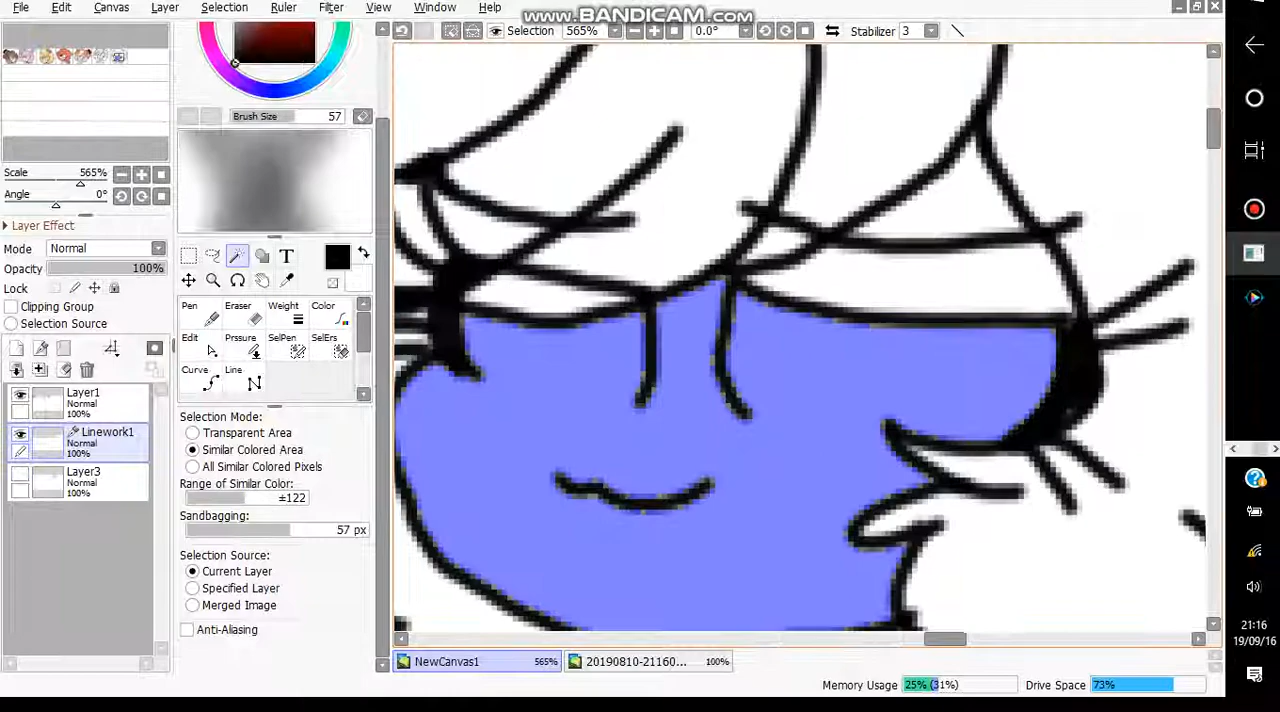 File Edit Canvas Layer Selection Ruler Filter View Window Help
www.BANDICAM.com
Selection 565% 0.0° Stabilizer 3
Brush Size 57
Scale 565%
Angle 0°
Layer Effect
Mode Normal
Opacity 100%
Lock
Clipping Group
Selection Source
Layer1
Normal
100%
Linework1
Normal
100%
Layer3
Normal
100%
T
Pen Eraser Weight Color
Edit Prssure SelPen SelErs
Curve Line
Selection Mode:
Transparent Area
Similar Colored Area
All Similar Colored Pixels
Range of Similar Color:
±122
Sandbagging:
57 px
Selection Source:
Current Layer
Specified Layer
Merged Image
Anti-Aliasing
NewCanvas1 565% 20190810-21160... 100%
Memory Usage 25% (31%) Drive Space 73%
21:16
19/09/16